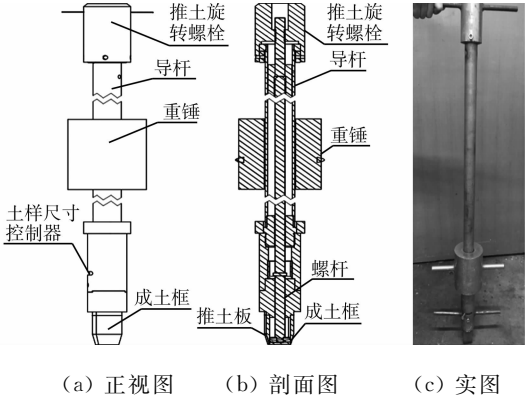 推土旋
转螺栓
导杆
重锤
土样尺寸
控制器
成土框
推土旋
转螺栓
导杆
重锤
螺杆
推土板
成土框
(a) 正视图
(b) 剖面图
(c) 实图